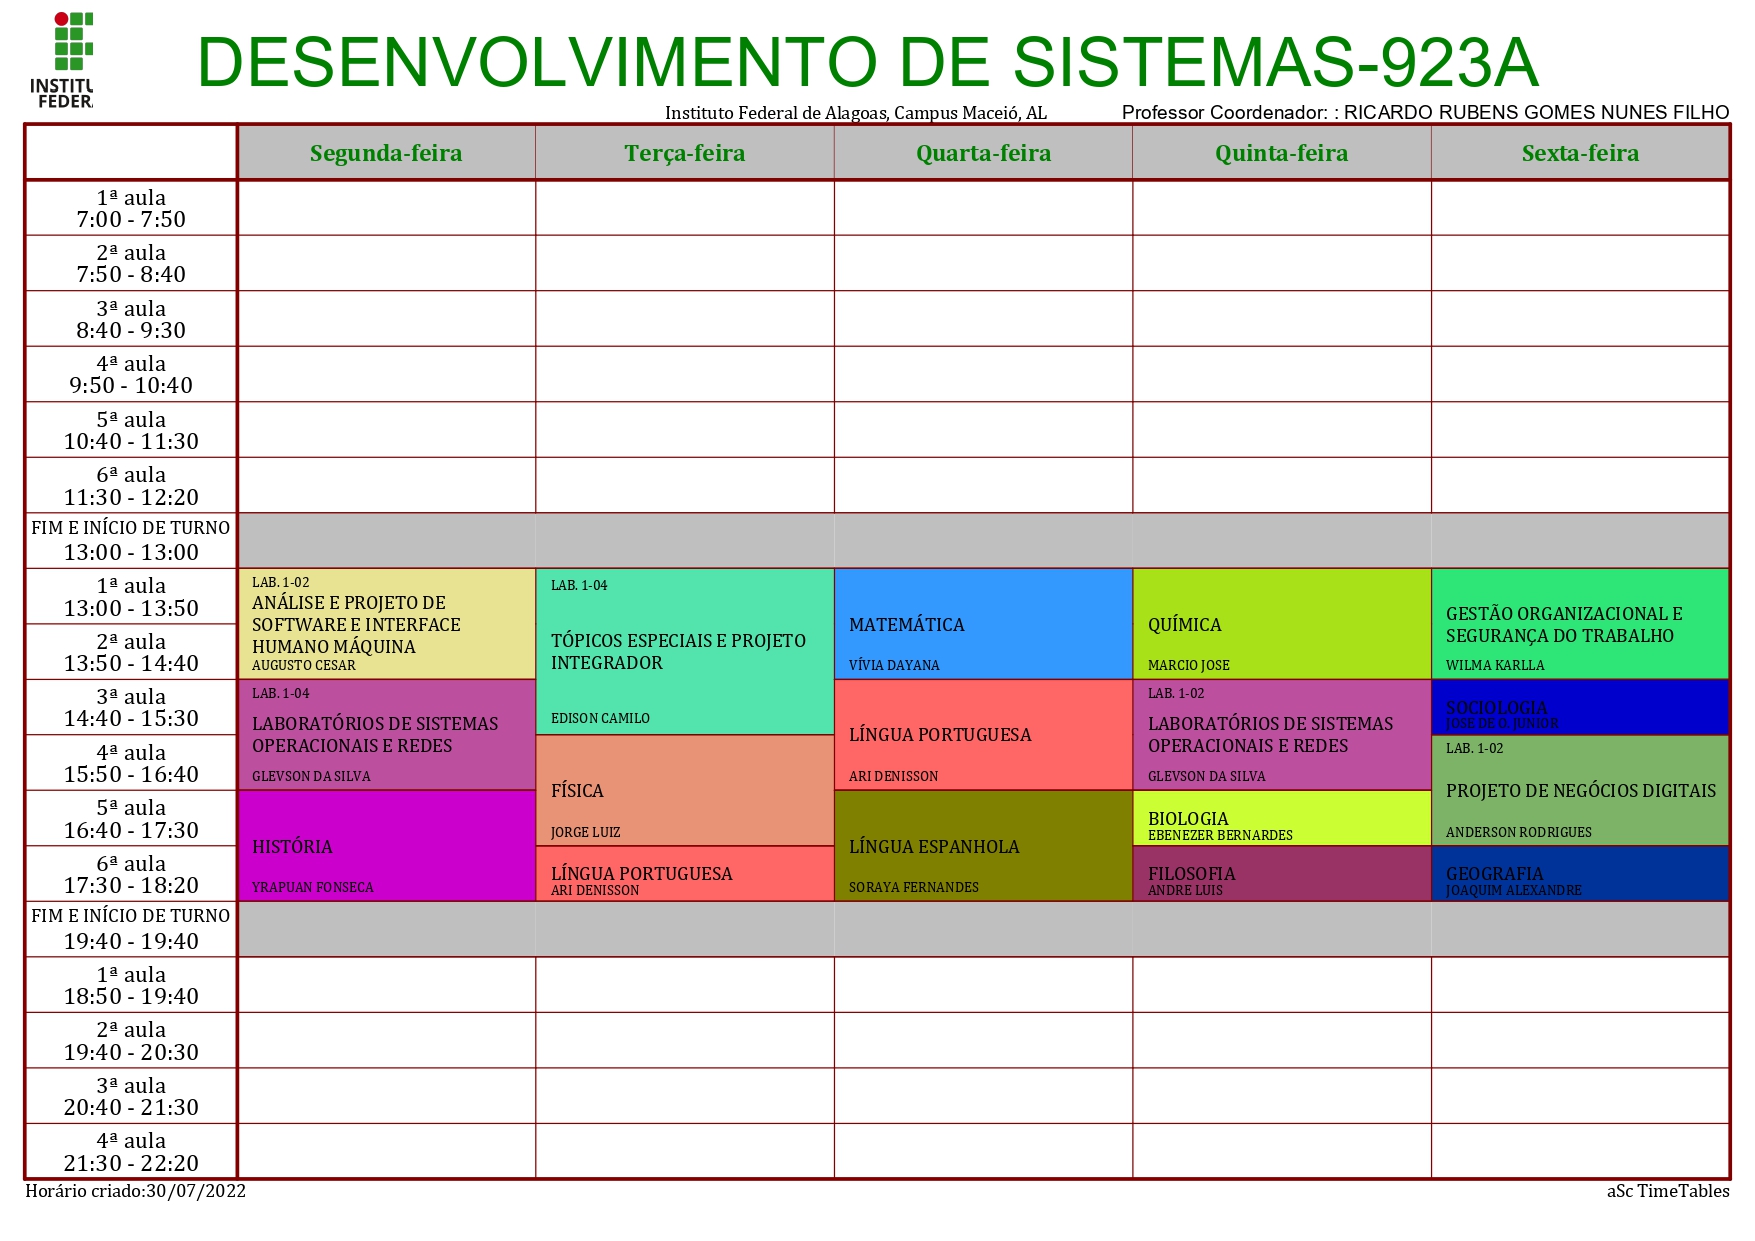 INSTITU
FEDERA
DESENVOLVIMENTO DE SISTEMAS-923A
Instituto Federal de Alagoas, Campus Maceió, AL
Professor Coordenador: : RICARDO RUBENS GOMES NUNES FILHO
Segunda-feira
Terça-feira
Quarta-feira
Quinta-feira
Sexta-feira
1ª aula
7:00 - 7:50
2ª aula
7:50 - 8:40
3ª aula
8:40 - 9:30
4ª aula
9:50 - 10:40
5ª aula
10:40 - 11:30
6ª aula
11:30 - 12:20
FIM E INÍCIO DE TURNO
13:00 - 13:00
1ª aula
13:00 - 13:50
2ª aula
13:50 - 14:40
3ª aula
14:40 - 15:30
4ª aula
15:50 - 16:40
5ª aula
16:40 - 17:30
6ª aula
17:30 - 18:20
LAB. 1-02
ANÁLISE E PROJETO DE
SOFTWARE E INTERFACE
HUMANO MÁQUINA
AUGUSTO CESAR
LAB. 1-04
LABORATÓRIOS DE SISTEMAS
OPERACIONAIS E REDES
GLEVSON DA SILVA
HISTÓRIA
YRAPUAN FONSECA
LAB. 1-04
TÓPICOS ESPECIAIS E PROJETO
INTEGRADOR
EDISON CAMILO
FÍSICA
JORGE LUIZ
LÍNGUA PORTUGUESA
ARI DENISSON
MATEMÁTICA
VÍVIA DAYANA
LÍNGUA PORTUGUESA
ARI DENISSON
LÍNGUA ESPANHOLA
SORAYA FERNANDES
QUÍMICA
MARCIO JOSE
LAB. 1-02
LABORATÓRIOS DE SISTEMAS
OPERACIONAIS E REDES
GLEVSON DA SILVA
BIOLOGIA
EBENEZER BERNARDES
FILOSOFIA
ANDRE LUIS
GESTÃO ORGANIZACIONAL E
SEGURANÇA DO TRABALHO
WILMA KARLLA
SOCIOLOGIA
JOSE DE O. JUNIOR
LAB. 1-02
PROJETO DE NEGÓCIOS DIGITAIS
ANDERSON RODRIGUES
GEOGRAFIA
JOAQUIM ALEXANDRE
FIM E INÍCIO DE TURNO
19:40 - 19:40
1ª aula
18:50 - 19:40
2ª aula
19:40 - 20:30
3ª aula
20:40 - 21:30
4ª aula
21:30 - 22:20
Horário criado:30/07/2022
aSc TimeTables